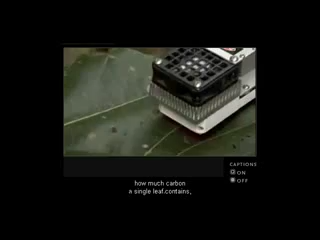 CAPTIONS
ON
OFF
how much carbon
a single leaf contains,